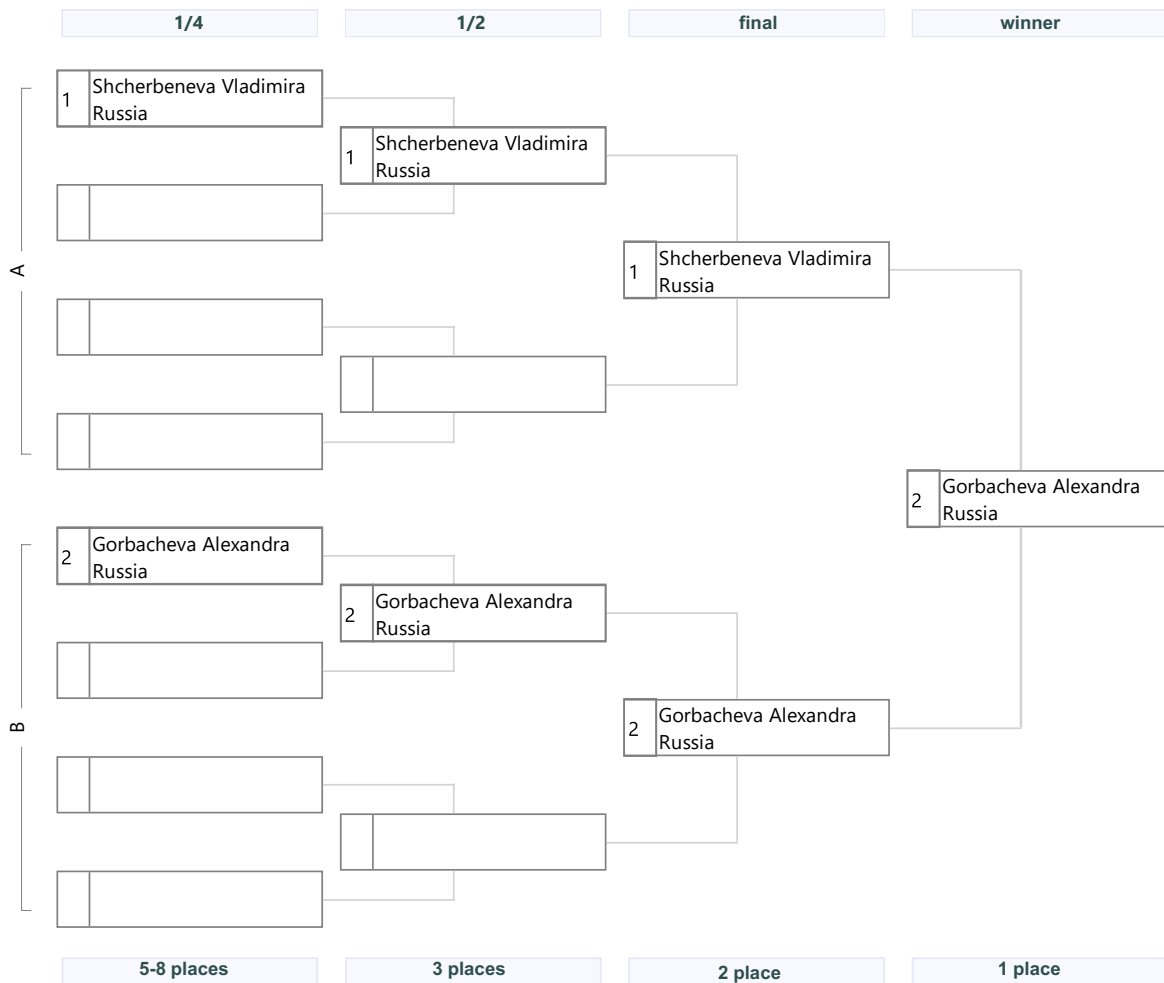 1/4
1/2
final
winner
1
Shcherbeneva Vladimira
Russia
1
Shcherbeneva Vladimira
Russia
A
1
Shcherbeneva Vladimira
Russia
2
Gorbacheva Alexandra
Russia
2
Gorbacheva Alexandra
Russia
2
Gorbacheva Alexandra
Russia
B
2
Gorbacheva Alexandra
Russia
5-8 places
3 places
2 place
1 place